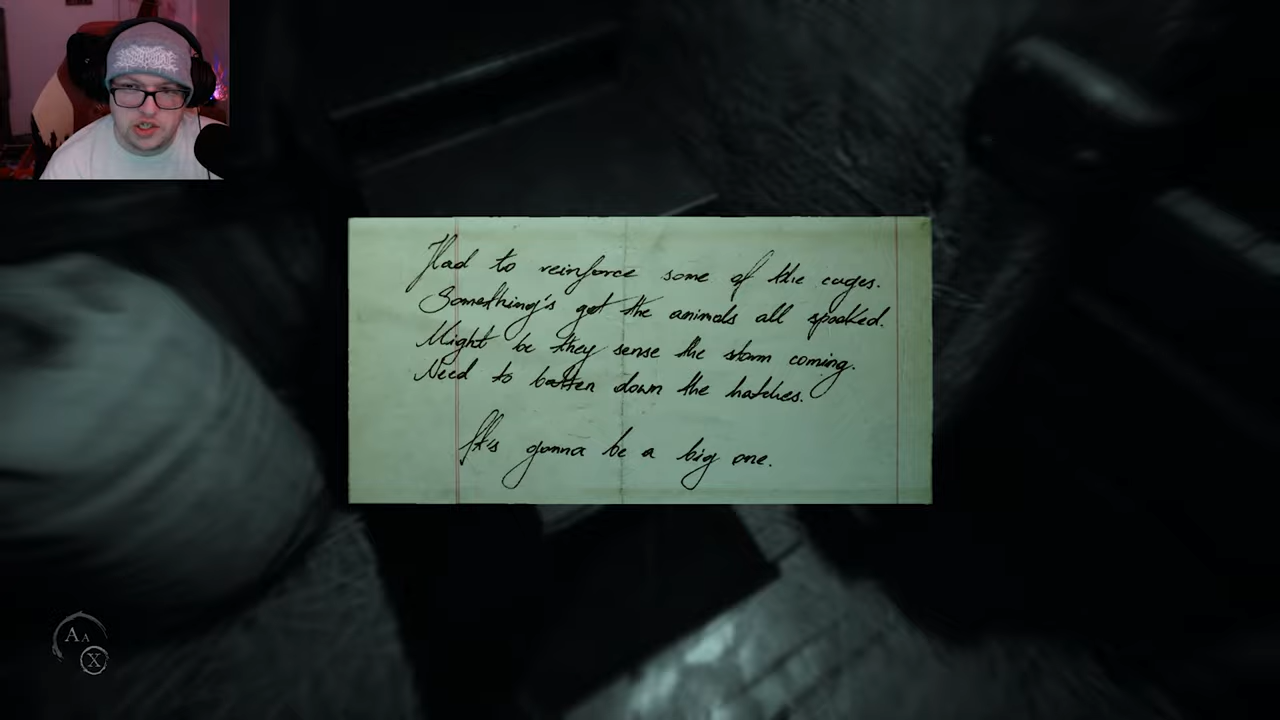 Had to reinforce some of the cages.
Something's got the animals all spooked.
Might be they sense the storm coming.
Need to batten down the hatches.
It's gonna be a big one.
AA
X